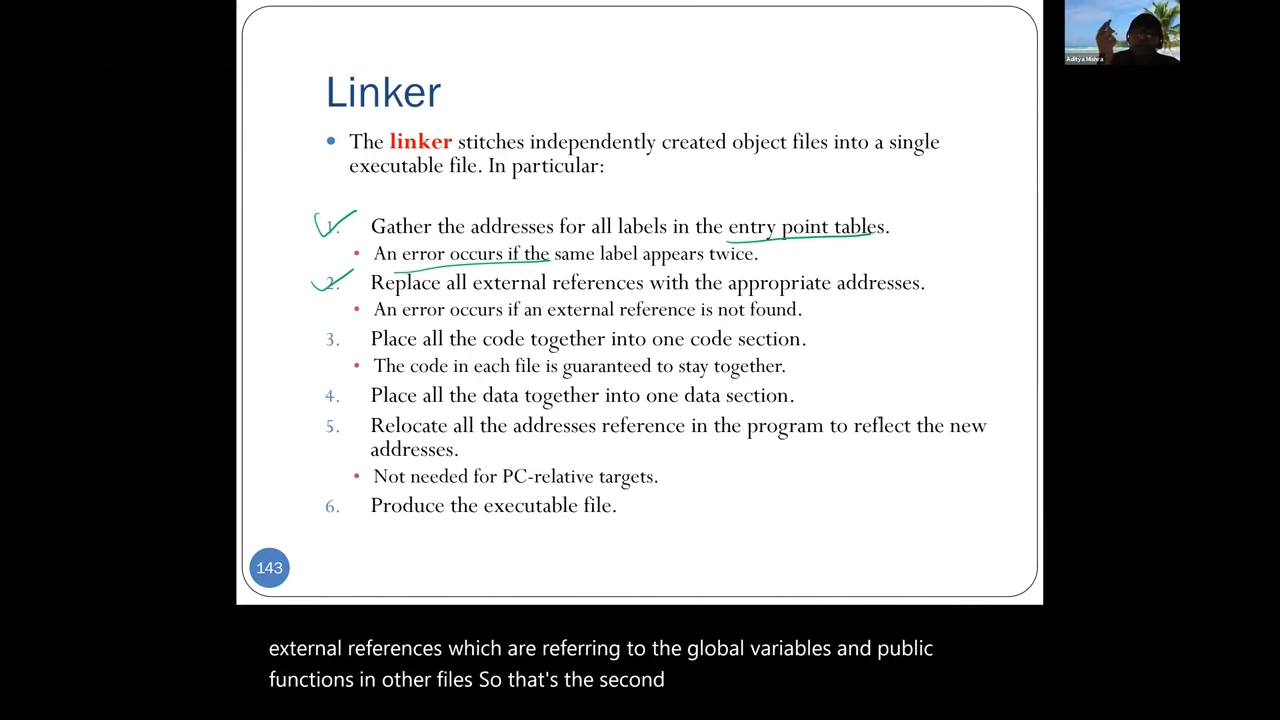 Aditya Mishra
Linker
• The linker stitches independently created object files into a single
executable file. In particular:
1. Gather the addresses for all labels in the entry point tables.
• An error occurs if the same label appears twice.
2. Replace all external references with the appropriate addresses.
• An error occurs if an external reference is not found.
3. Place all the code together into one code section.
• The code in each file is guaranteed to stay together.
4. Place all the data together into one data section.
5. Relocate all the addresses reference in the program to reflect the new
addresses.
• Not needed for PC-relative targets.
6. Produce the executable file.
143
external references which are referring to the global variables and public
functions in other files So that's the second